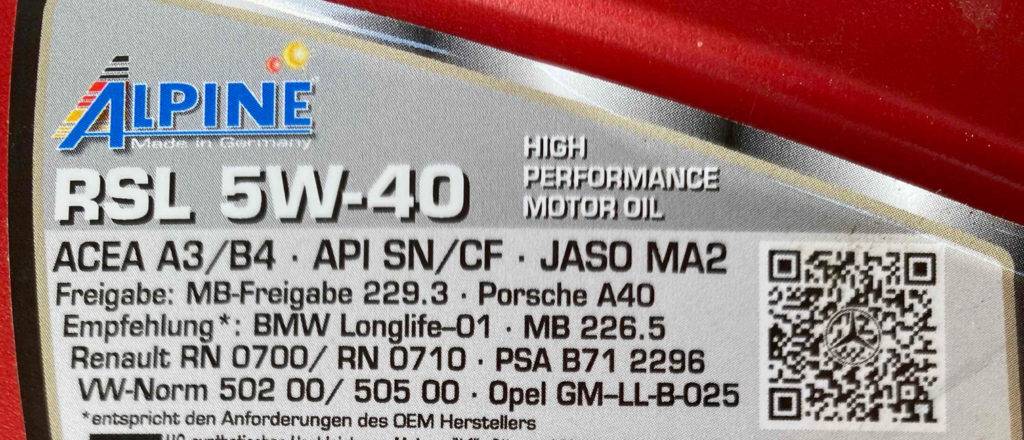 ALPINE
Made in Germany
RSL 5W-40
HIGH
PERFORMANCE
MOTOR OIL
ACEA A3/B4 · API SN/CF · JASO MA2
Freigabe: MB-Freigabe 229.3 · Porsche A40
Empfehlung*: BMW Longlife-01 · MB 226.5
Renault RN 0700/ RN 0710 · PSA B71 2296
VW-Norm 502 00/ 505 00 · Opel GM-LL-B-025
*entspricht den Anforderungen des OEM Herstellers